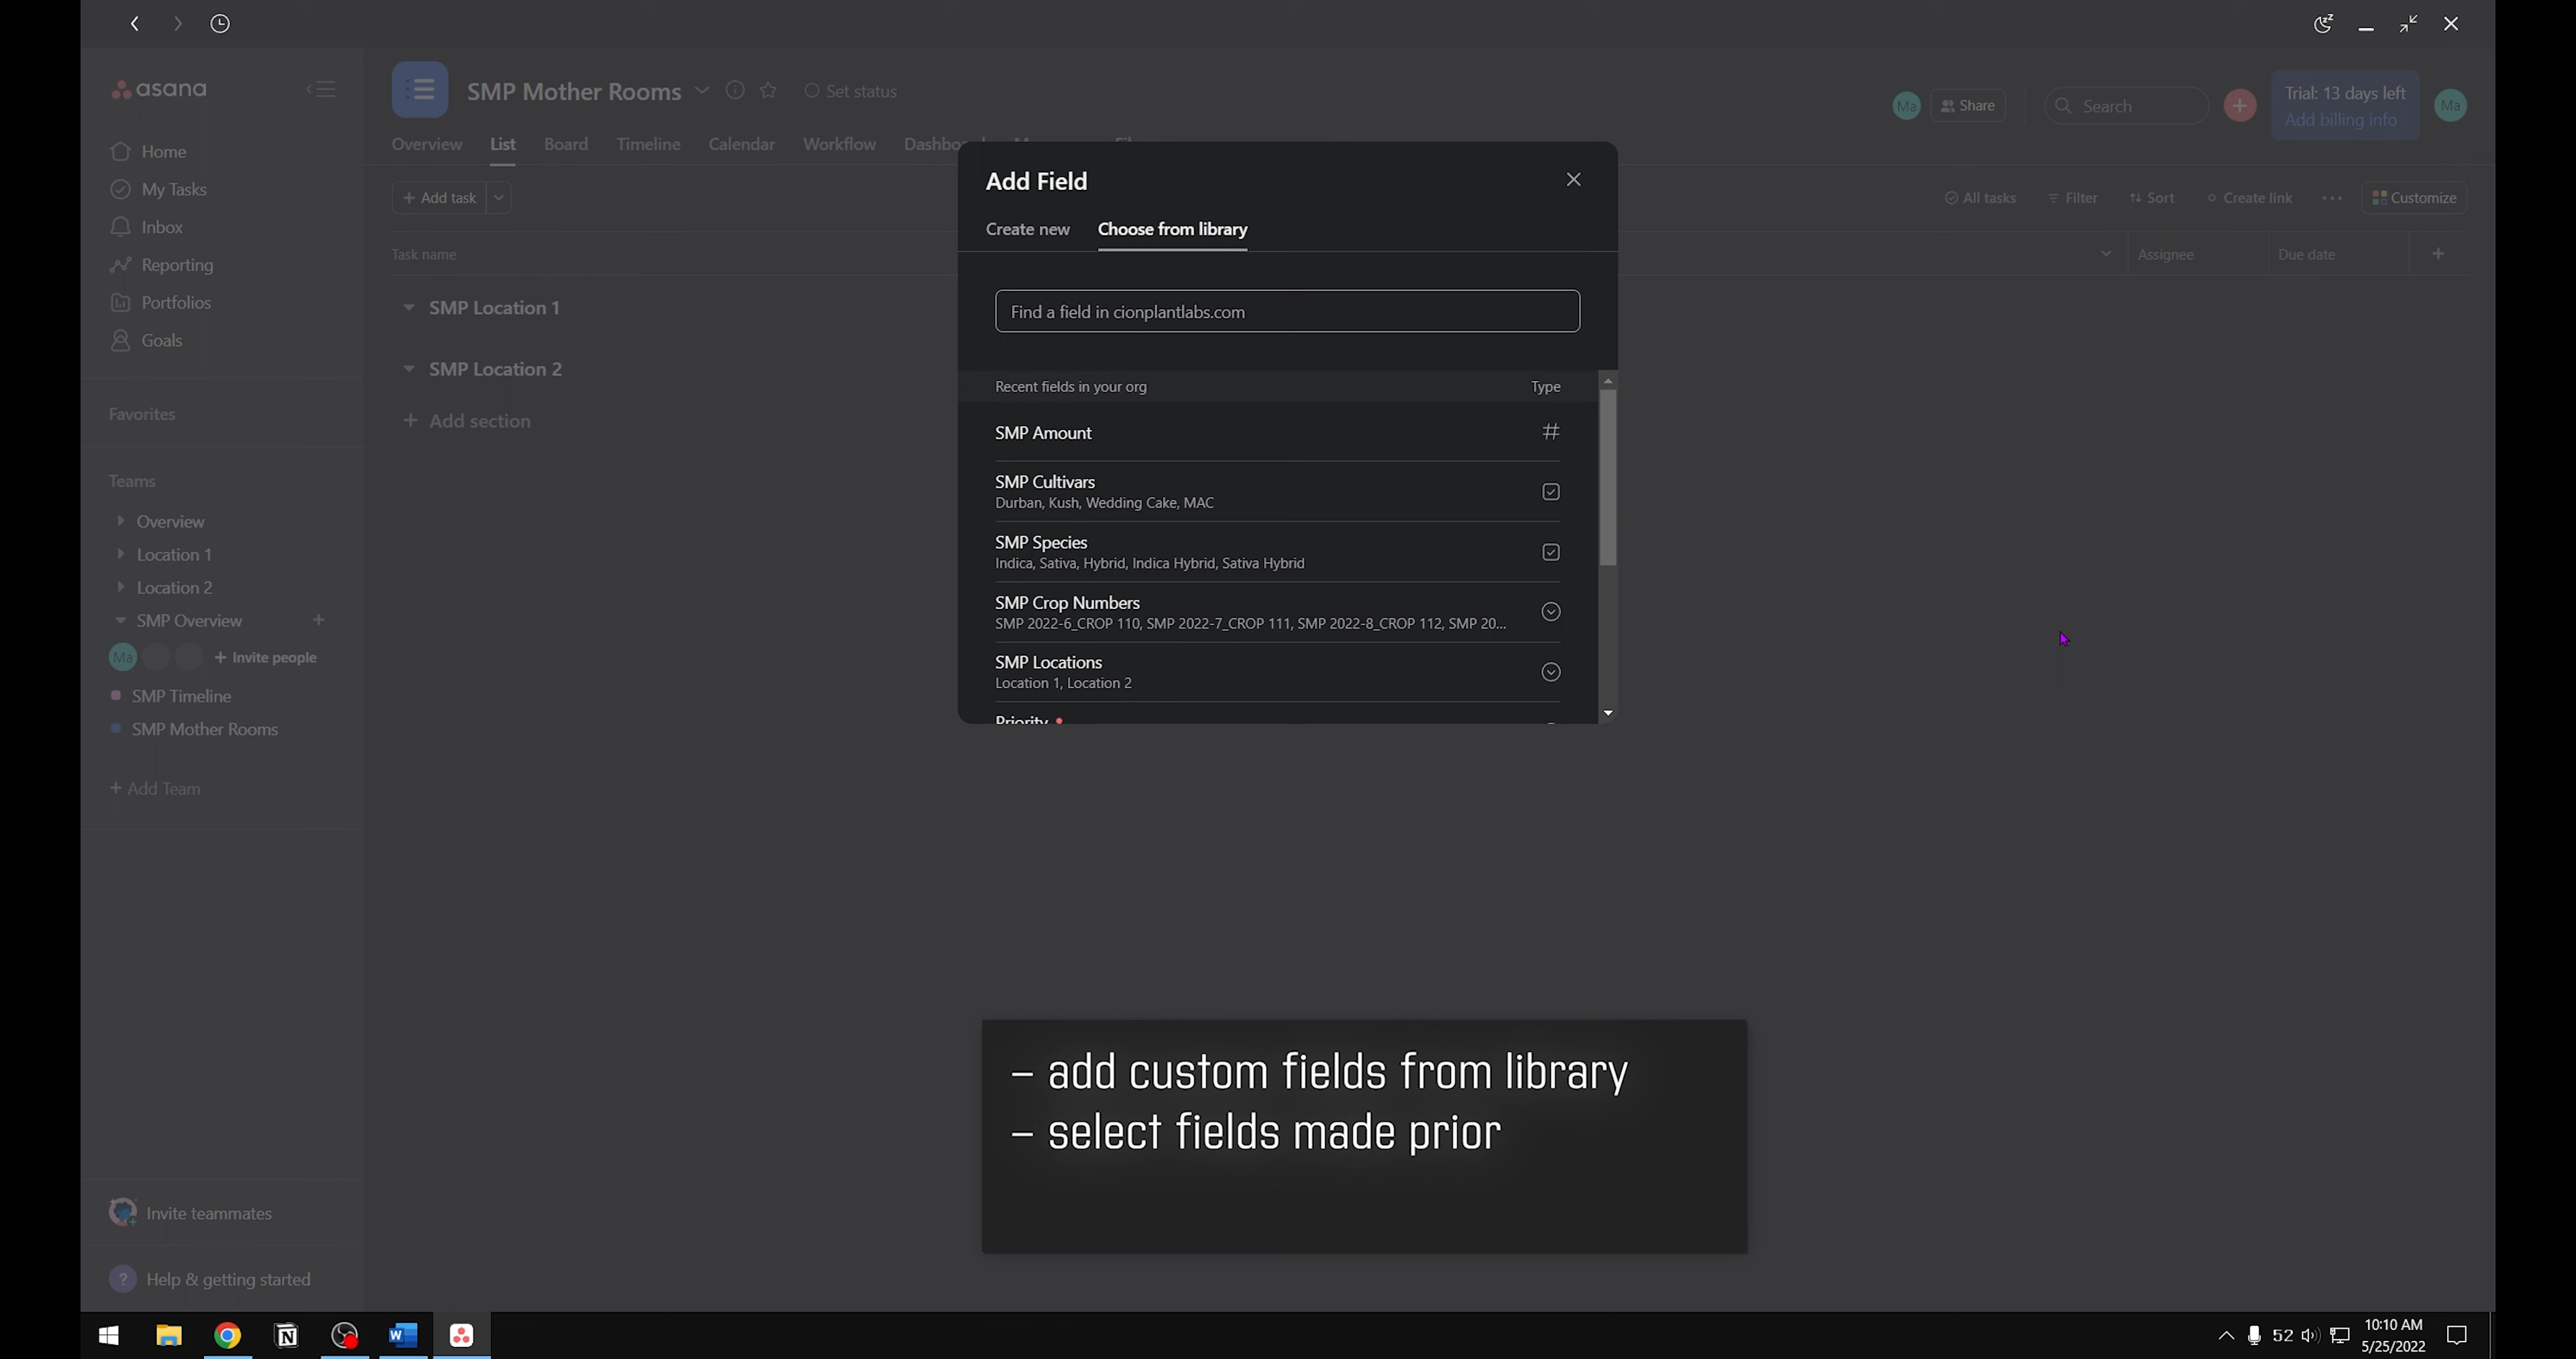 asana
Home
My Tasks
Inbox
Reporting
Portfolios
Goals
Favorites
Teams
Overview
Location 1
Location 2
SMP Overview
Ma
Invite people
SMP Timeline
SMP Mother Rooms
+ Add Team
Invite teammates
? Help & getting started
SMP Mother Rooms
Set status
Ma
Share
Search
Trial: 13 days left
Add billing info
Ma
Overview
List
Board
Timeline
Calendar
Workflow
+ Add task
All tasks
Filter
Sort
Create link
Customize
Task name
Assignee
Due date
SMP Location 1
SMP Location 2
+ Add section
Add Field
Create new
Choose from library
Find a field in cionplantlabs.com
Recent fields in your org
Type
SMP Amount
#
SMP Cultivars
Durban, Kush, Wedding Cake, MAC
SMP Species
Indica, Sativa, Hybrid, Indica Hybrid, Sativa Hybrid
SMP Crop Numbers
SMP 2022-6_CROP 110, SMP 2022-7_CROP 111, SMP 2022-8_CROP 112, SMP 20...
SMP Locations
Location 1, Location 2
Priority
– add custom fields from library
– select fields made prior
52
10:10 AM
5/25/2022